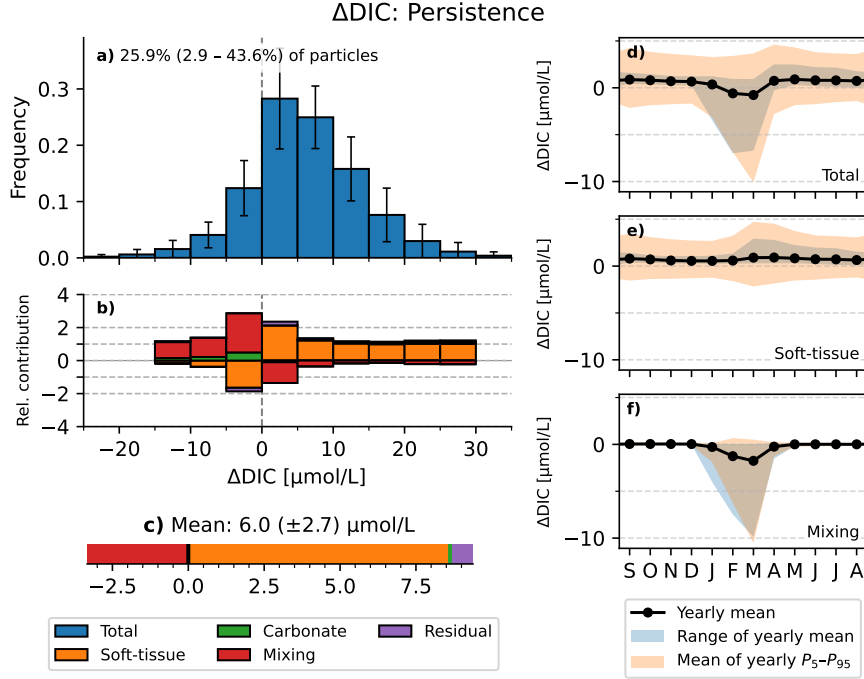 ΔDIC: Persistence
a) 25.9% (2.9 – 43.6%) of particles
Frequency
0.3
0.2
0.1
0.0
b)
Rel. contribution
4
2
0
−2
−4
−20
−10
0
10
20
30
ΔDIC [μmol/L]
c) Mean: 6.0 (±2.7) μmol/L
−2.5
0.0
2.5
5.0
7.5
Total
Carbonate
Residual
Soft-tissue
Mixing
d)
ΔDIC [μmol/L]
0
−10
Total
e)
ΔDIC [μmol/L]
0
−10
Soft-tissue
f)
ΔDIC [μmol/L]
0
−10
Mixing
S O N D J F M A M J J A
Yearly mean
Range of yearly mean
Mean of yearly P5–P95